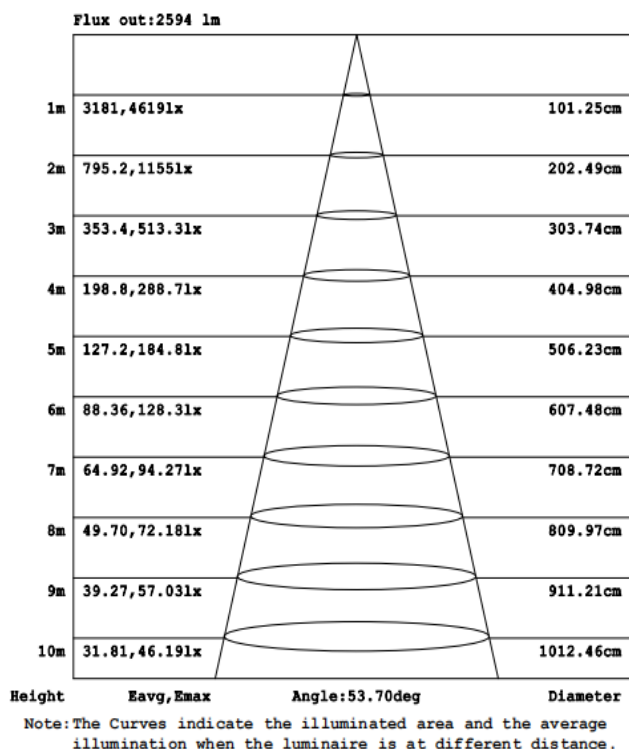 Flux out:2594 lm
1m 3181,4619lx 101.25cm
2m 795.2,1155lx 202.49cm
3m 353.4,513.3lx 303.74cm
4m 198.8,288.7lx 404.98cm
5m 127.2,184.8lx 506.23cm
6m 88.36,128.3lx 607.48cm
7m 64.92,94.27lx 708.72cm
8m 49.70,72.18lx 809.97cm
9m 39.27,57.03lx 911.21cm
10m 31.81,46.19lx 1012.46cm
Height Eavg,Emax Angle:53.70deg Diameter
Note:The Curves indicate the illuminated area and the average
illumination when the luminaire is at different distance.